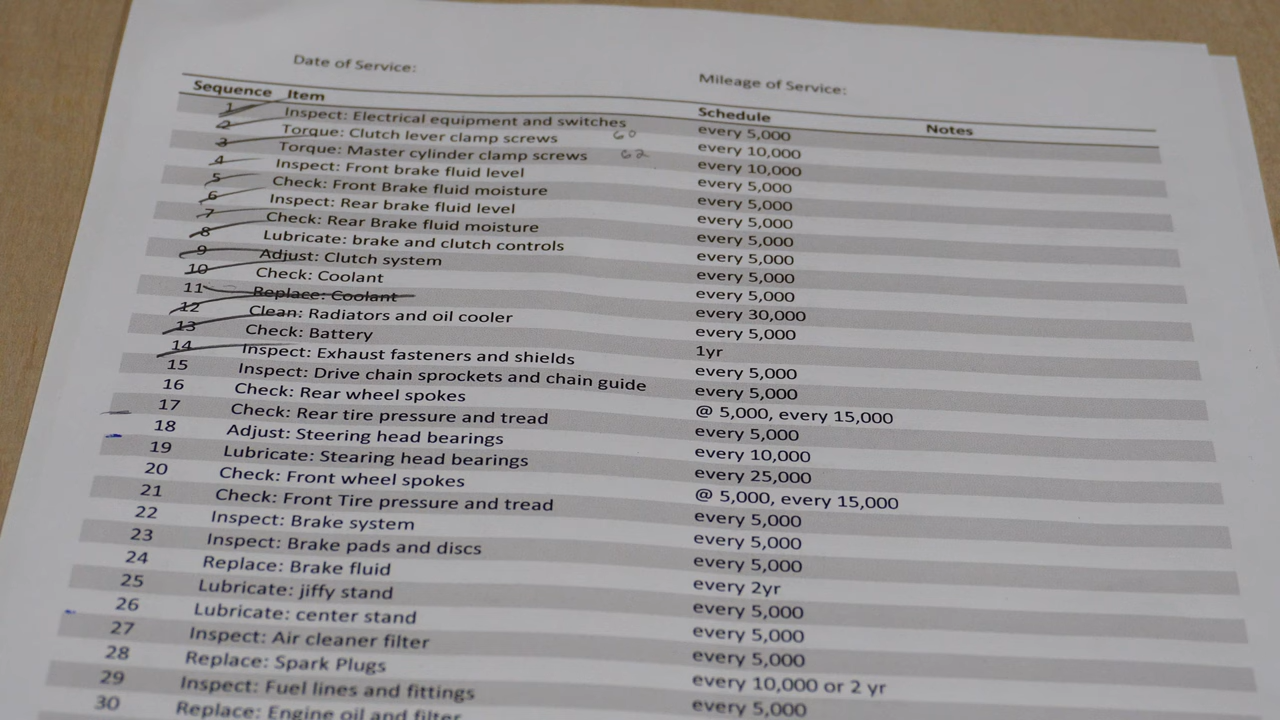 Date of Service: Mileage of Service:
Sequence Item Schedule Notes
1 Inspect: Electrical equipment and switches every 5,000
2 Torque: Clutch lever clamp screws 60 every 10,000
3 Torque: Master cylinder clamp screws 62 every 10,000
4 Inspect: Front brake fluid level every 5,000
5 Check: Front Brake fluid moisture every 5,000
6 Inspect: Rear brake fluid level every 5,000
7 Check: Rear Brake fluid moisture every 5,000
8 Lubricate: brake and clutch controls every 5,000
9 Adjust: Clutch system every 5,000
10 Check: Coolant every 5,000
11 Replace: Coolant every 30,000
12 Clean: Radiators and oil cooler every 5,000
13 Check: Battery 1yr
14 Inspect: Exhaust fasteners and shields every 5,000
15 Inspect: Drive chain sprockets and chain guide every 5,000
16 Check: Rear wheel spokes @ 5,000, every 15,000
17 Check: Rear tire pressure and tread every 5,000
18 Adjust: Steering head bearings every 10,000
19 Lubricate: Stearing head bearings every 25,000
20 Check: Front wheel spokes @ 5,000, every 15,000
21 Check: Front Tire pressure and tread every 5,000
22 Inspect: Brake system every 5,000
23 Inspect: Brake pads and discs every 5,000
24 Replace: Brake fluid every 2yr
25 Lubricate: jiffy stand every 5,000
26 Lubricate: center stand every 5,000
27 Inspect: Air cleaner filter every 5,000
28 Replace: Spark Plugs every 10,000 or 2 yr
29 Inspect: Fuel lines and fittings every 5,000
30 Replace: Engine oil and filter